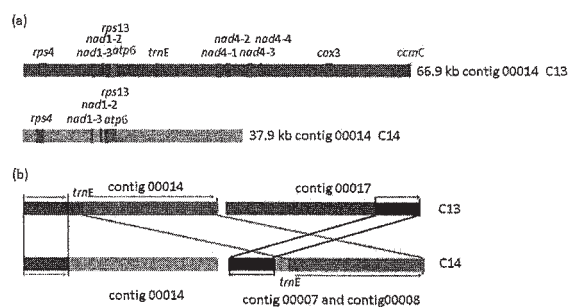 (a)
rps13
nad1-2
nad4-2 nad4-4
rps4 nad1-3 atp6 trnE nad4-1 nad4-3 cox3 ccmC
66.9 kb contig 00014 C13
rps13
nad1-2
rps4 nad1-3 atp6
37.9 kb contig 00014 C14
(b)
trnE contig 00014 contig 00017
C13
C14
trnE
contig 00014 contig 00007 and contig00008